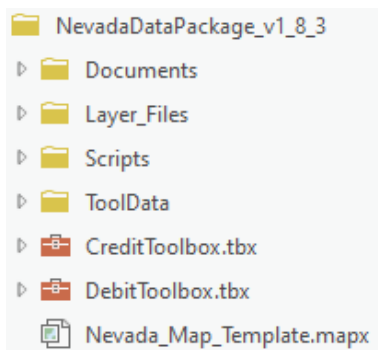 NevadaDataPackage_v1_8_3
Documents
Layer_Files
Scripts
ToolData
CreditToolbox.tbx
DebitToolbox.tbx
Nevada_Map_Template.mapx